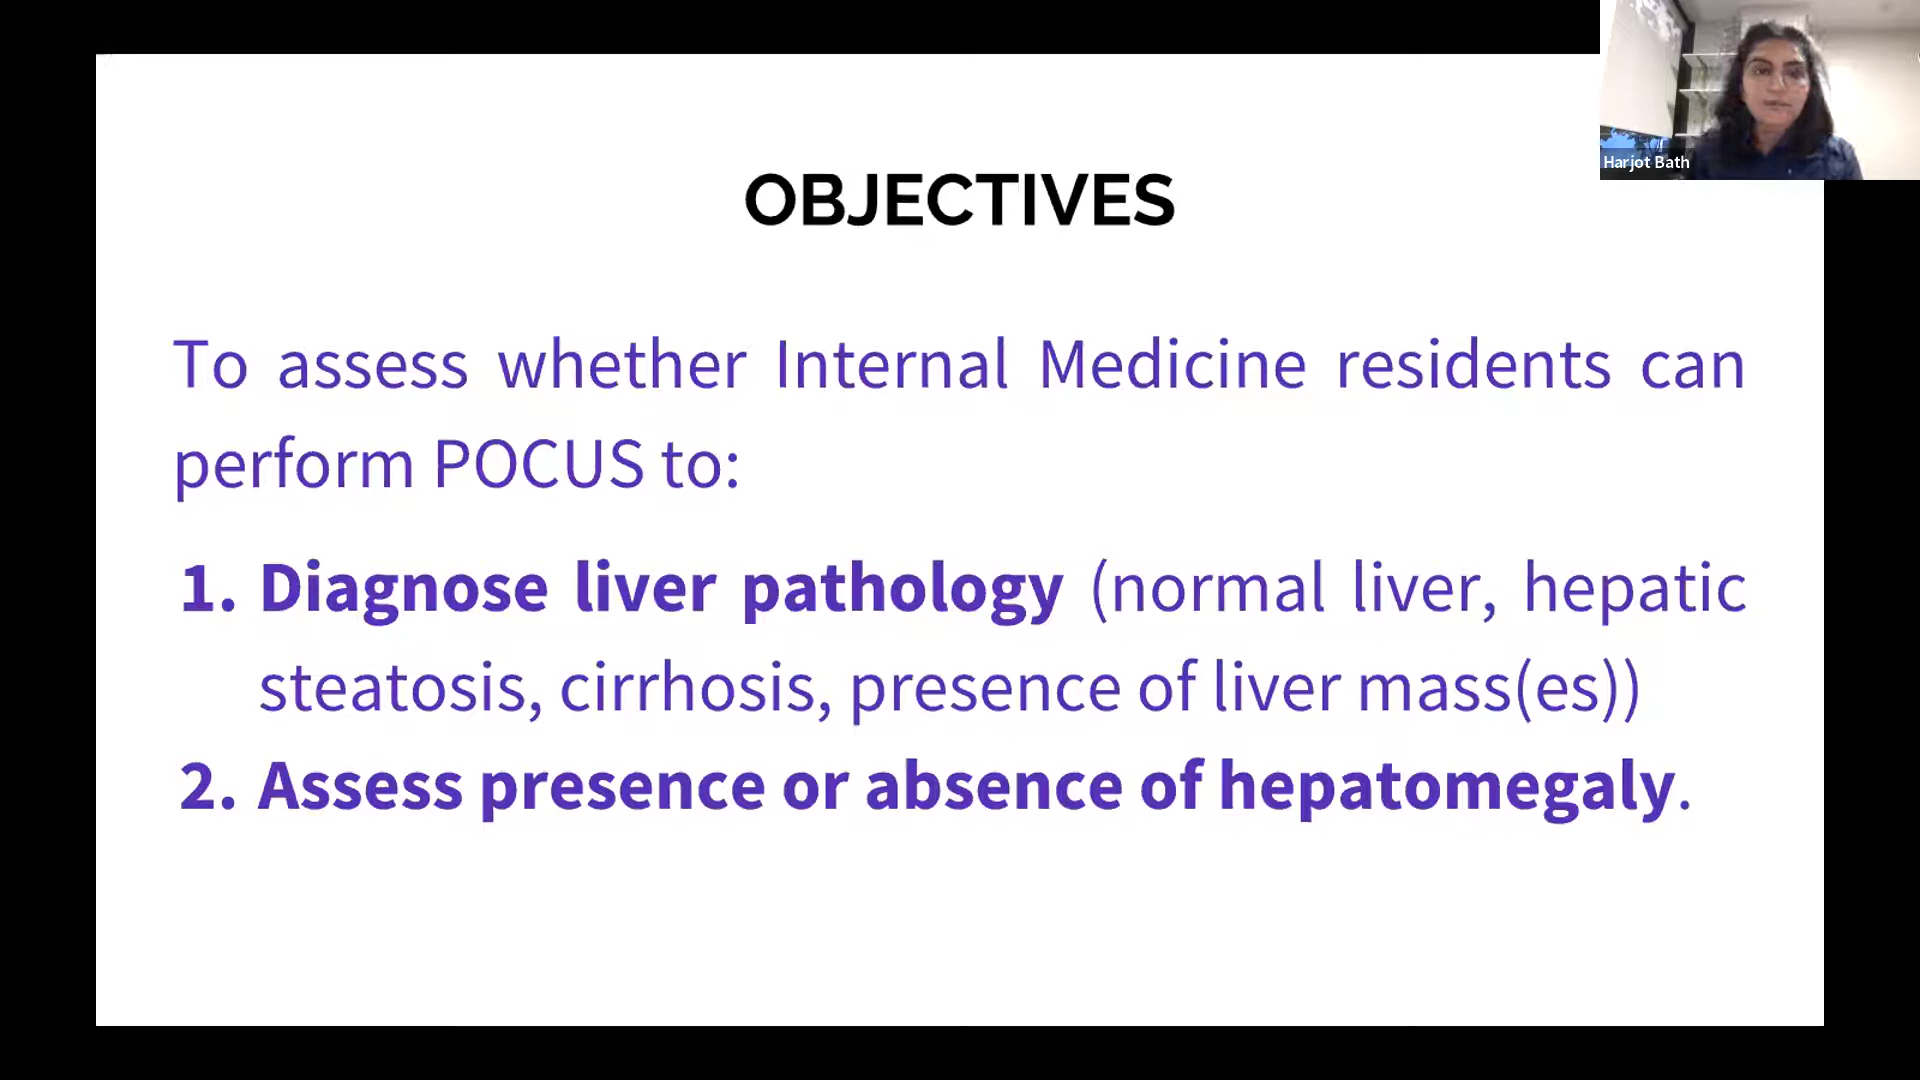 Harjot Bath
OBJECTIVES
To assess whether Internal Medicine residents can
perform POCUS to:
1. Diagnose liver pathology (normal liver, hepatic
steatosis, cirrhosis, presence of liver mass(es))
2. Assess presence or absence of hepatomegaly.